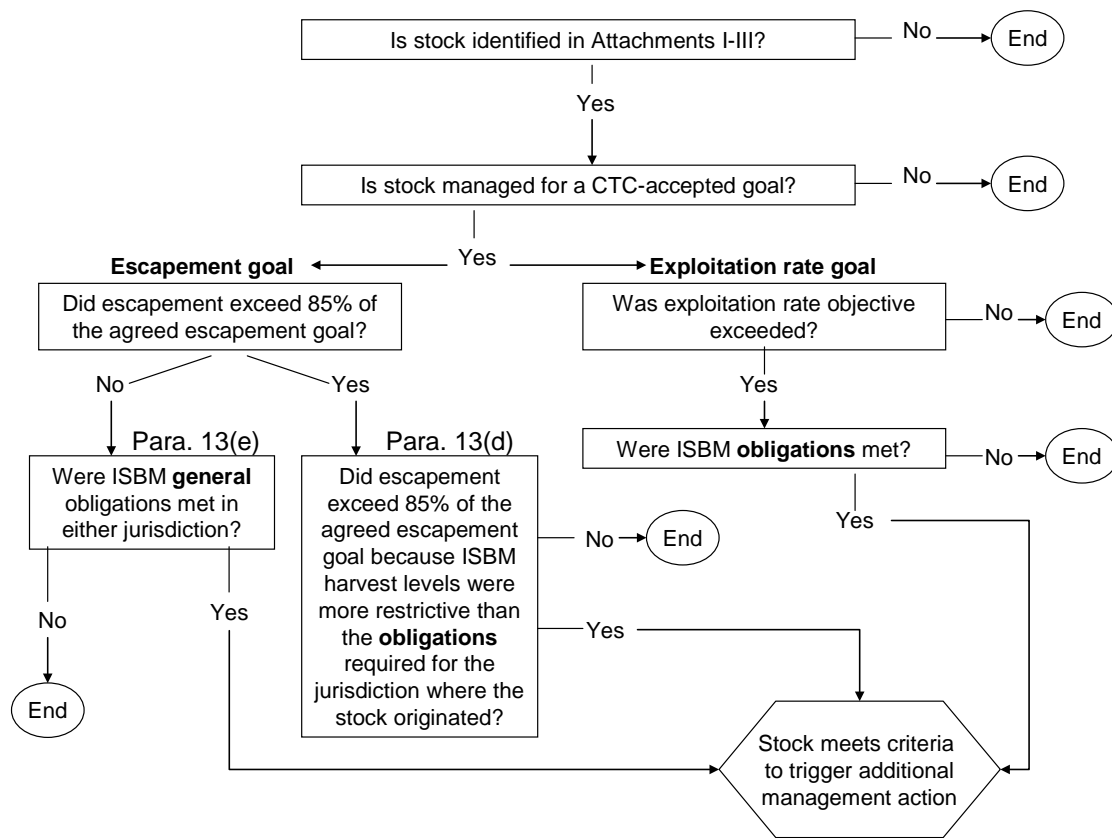 Is stock identified in Attachments I-III?
No
End
Yes
Is stock managed for a CTC-accepted goal?
No
End
Yes
Escapement goal
Exploitation rate goal
Did escapement exceed 85% of
the agreed escapement goal?
Was exploitation rate objective
exceeded?
No
End
No
Yes
Yes
Para. 13(e)
Para. 13(d)
Were ISBM general
obligations met in
either jurisdiction?
Did escapement
exceed 85% of the
agreed escapement
goal because ISBM
harvest levels were
more restrictive than
the obligations
required for the
jurisdiction where the
stock originated?
Were ISBM obligations met?
No
End
Yes
No
End
No
Yes
Yes
End
Stock meets criteria
to trigger additional
management action